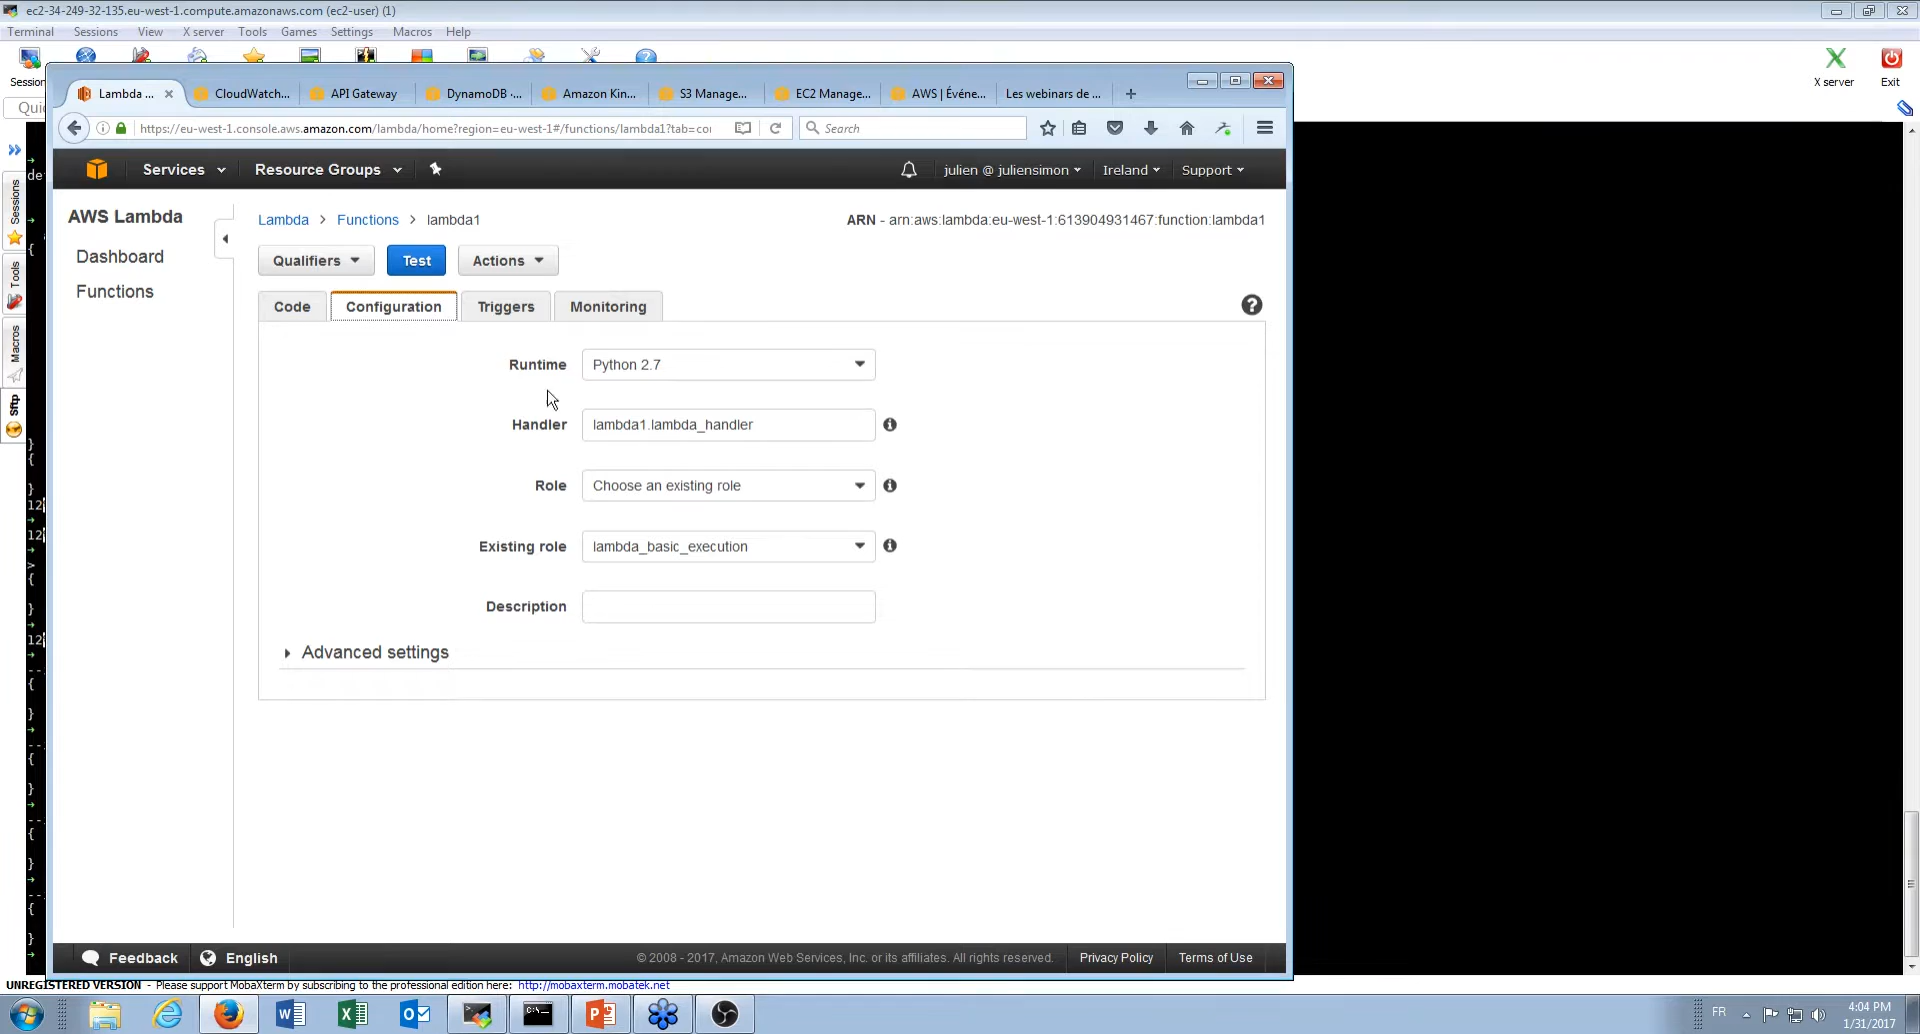 ec2-34-249-32-135.eu-west-1.compute.amazonaws.com (ec2-user) (1)
Terminal Sessions View X server Tools Games Settings Macros Help
Session
X server Exit
Quic
Lambda ... CloudWatch... API Gateway DynamoDB ·... Amazon Kin... S3 Manage... EC2 Manage... AWS | Événe... Les webinars de ...
https://eu-west-1.console.aws.amazon.com/lambda/home?region=eu-west-1#/functions/lambda1?tab=coı
Search
Services Resource Groups julien @ juliensimon Ireland Support
Sessions
Tools
Macros
Sftp
AWS Lambda
Dashboard
Functions
Lambda > Functions > lambda1
ARN - arn:aws:lambda:eu-west-1:613904931467:function:lambda1
Qualifiers Test Actions
Code Configuration Triggers Monitoring
Runtime Python 2.7
Handler lambda1.lambda_handler
Role Choose an existing role
Existing role lambda_basic_execution
Description
Advanced settings
Feedback English
© 2008 - 2017, Amazon Web Services, Inc. or its affiliates. All rights reserved. Privacy Policy Terms of Use
UNREGISTERED VERSION - Please support MobaXterm by subscribing to the professional edition here: http://mobaxterm.mobatek.net
FR
4:04 PM
1/31/2017